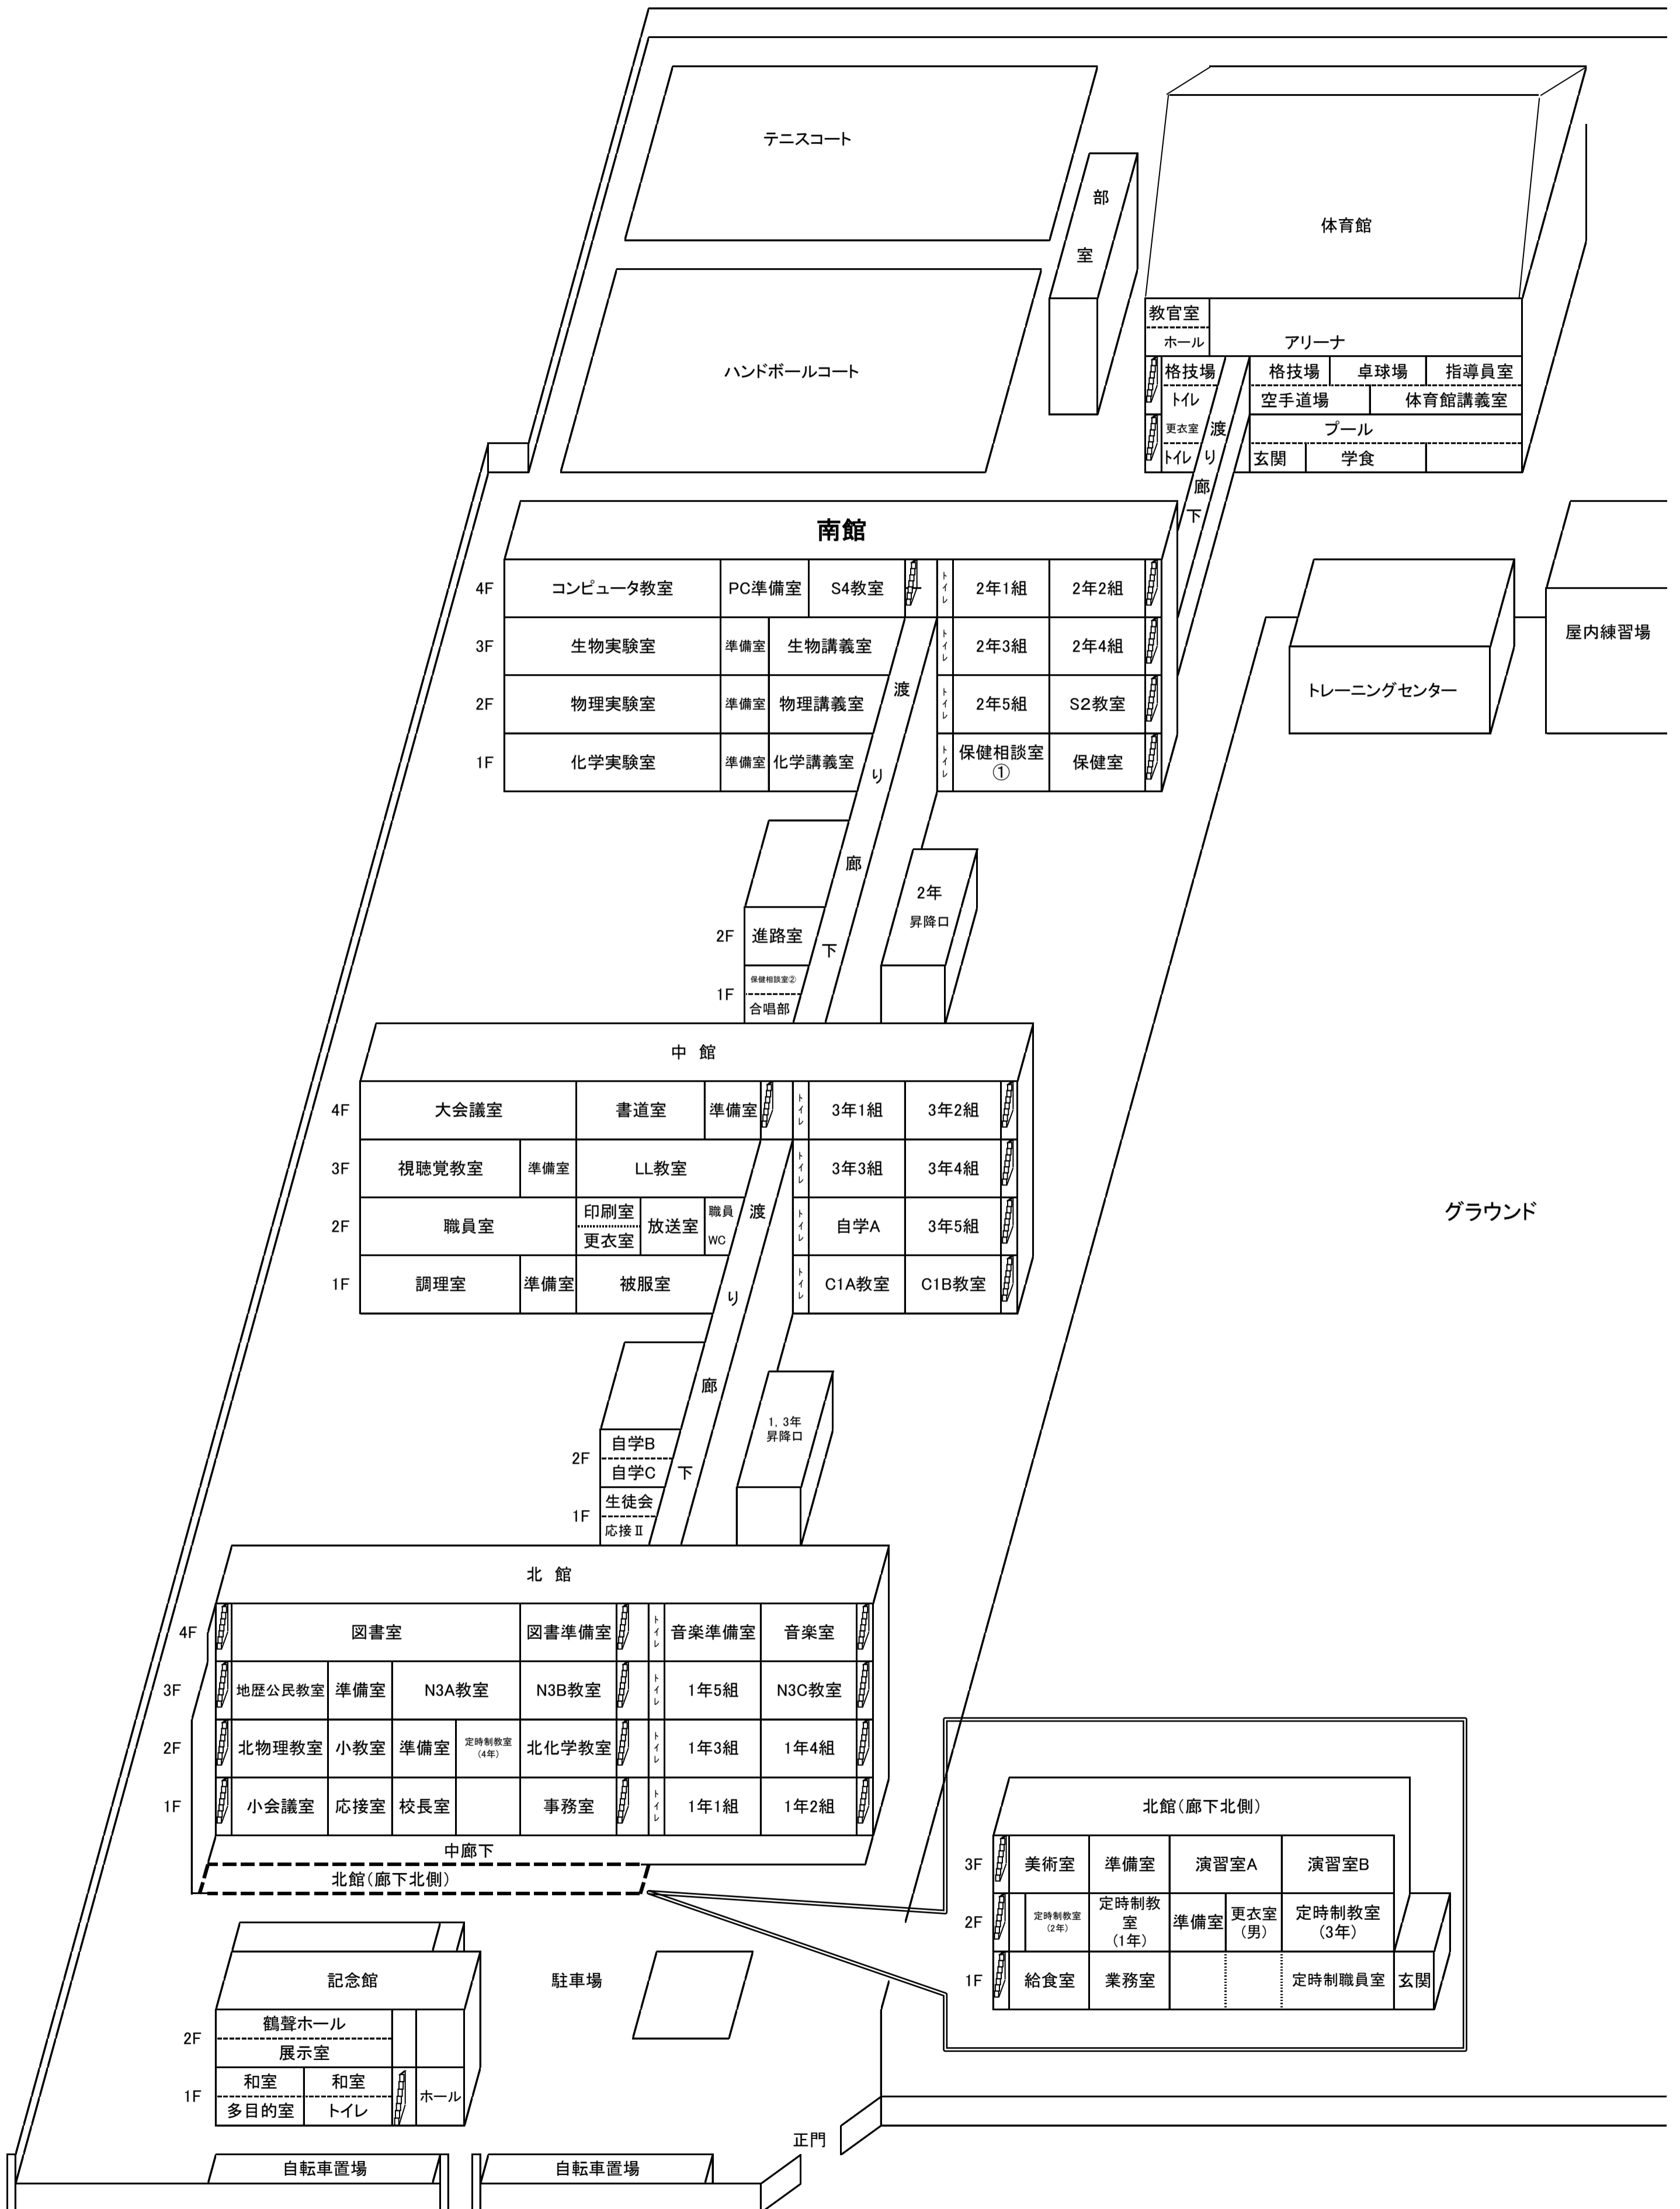 テニスコート
部
室
体育館
ハンドボールコート
教官室
ホール
アリーナ
格技場
格技場
卓球場
指導員室
トイレ
空手道場
体育館講義室
更衣室
プール
トイレ
玄関
学食
渡
り
廊
下
南館
4F
コンピュータ教室
PC準備室
S4教室
トイレ
2年1組
2年2組
3F
生物実験室
準備室
生物講義室
トイレ
2年3組
2年4組
2F
物理実験室
準備室
物理講義室
トイレ
2年5組
S2教室
1F
化学実験室
準備室
化学講義室
トイレ
保健相談室
①
保健室
渡
り
廊
下
屋内練習場
トレーニングセンター
2年
昇降口
2F
進路室
1F
保健相談室②
合唱部
中 館
4F
大会議室
書道室
準備室
トイレ
3年1組
3年2組
3F
視聴覚教室
準備室
LL教室
トイレ
3年3組
3年4組
2F
職員室
印刷室
更衣室
放送室
職員
WC
トイレ
自学A
3年5組
1F
調理室
準備室
被服室
トイレ
C1A教室
C1B教室
渡
り
廊
下
グラウンド
1，3年
昇降口
2F
自学B
自学C
1F
生徒会
応接Ⅱ
北 館
4F
図書室
図書準備室
トイレ
音楽準備室
音楽室
3F
地歴公民教室
準備室
N3A教室
N3B教室
トイレ
1年5組
N3C教室
2F
北物理教室
小教室
準備室
定時制教室
(4年)
北化学教室
トイレ
1年3組
1年4組
1F
小会議室
応接室
校長室
事務室
トイレ
1年1組
1年2組
中廊下
北館(廊下北側)
北館(廊下北側)
3F
美術室
準備室
演習室A
演習室B
2F
定時制教室
(2年)
定時制教
室
(1年)
準備室
更衣室
(男)
定時制教室
(3年)
1F
給食室
業務室
定時制職員室
玄関
記念館
駐車場
2F
鶴聲ホール
展示室
1F
和室
和室
多目的室
トイレ
ホール
正門
自転車置場
自転車置場